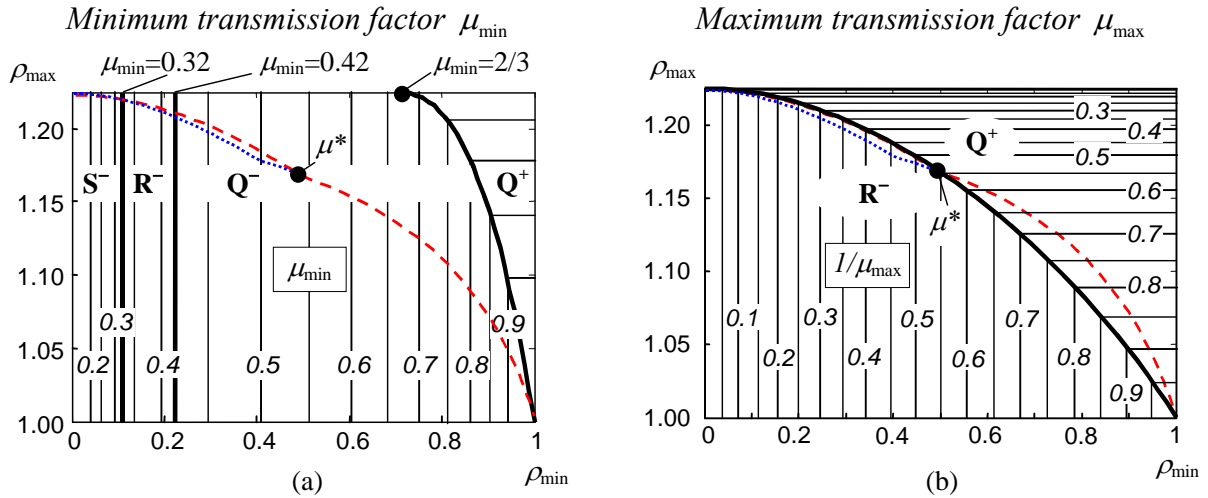 Minimum transmission factor μmin
Maximum transmission factor μmax
ρmax
μmin=0.32
μmin=0.42
μmin=2/3
1.20
1.15
1.10
1.05
1.00
S⁻
R⁻
Q⁻
μ*
Q⁺
μmin
0.2
0.3
0.4
0.5
0.6
0.7
0.8
0.9
0
0.2
0.4
0.6
0.8
1
ρmin
(a)
ρmax
1.20
1.15
1.10
1.05
1.00
0.3
0.4
0.5
Q⁺
0.6
R⁻
μ*
0.7
1/μmax
0.8
0.1
0.2
0.3
0.4
0.5
0.6
0.7
0.8
0.9
0
0.2
0.4
0.6
0.8
1
ρmin
(b)